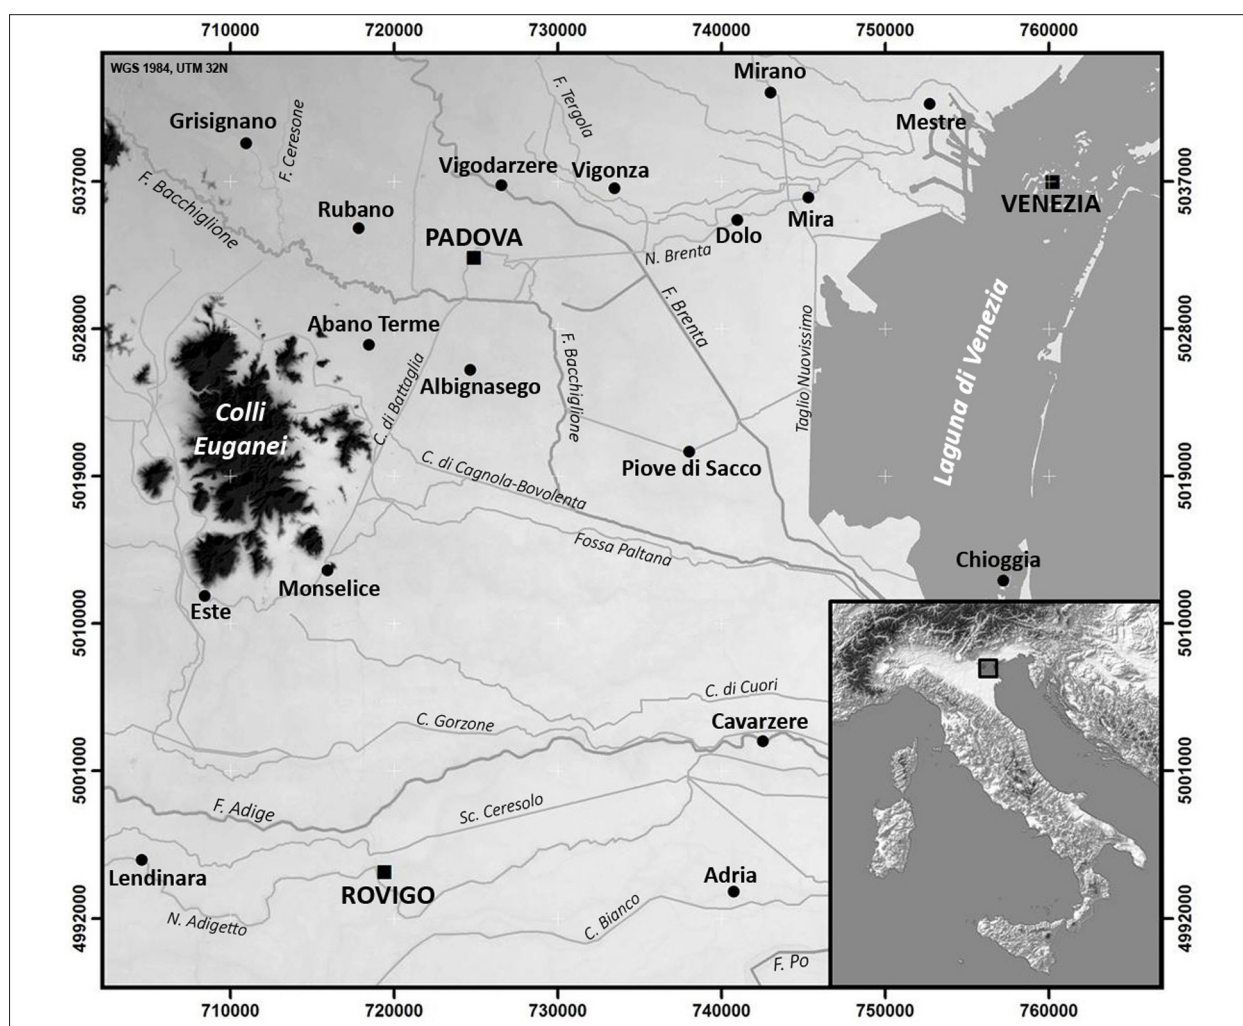 710000 720000 730000 740000 750000 760000
WGS 1984, UTM 32N
Mirano
Mestre
F. Tergola
Grisignano
F. Ceresone
Vigodarzere
Vigonza
5037000
5037000
F. Bacchiglione
VENEZIA
Rubano
Mira
PADOVA
Dolo
N. Brenta
F. Brenta
Laguna di Venezia
5028000
5028000
Abano Terme
F. Bacchiglione
Taglio Nuovissimo
Albignasego
C. di Battaglia
Colli
Euganei
Piove di Sacco
5019000
5019000
C. di Cagnola-Bovolenta
Fossa Paltana
Chioggia
Monselice
Este
5010000
5010000
C. di Cuori
C. Gorzone
Cavarzere
5001000
5001000
F. Adige
Sc. Ceresolo
Lendinara
Adria
ROVIGO
N. Adigetto
C. Bianco
4992000
4992000
F. Po
710000 720000 730000 740000 750000 760000